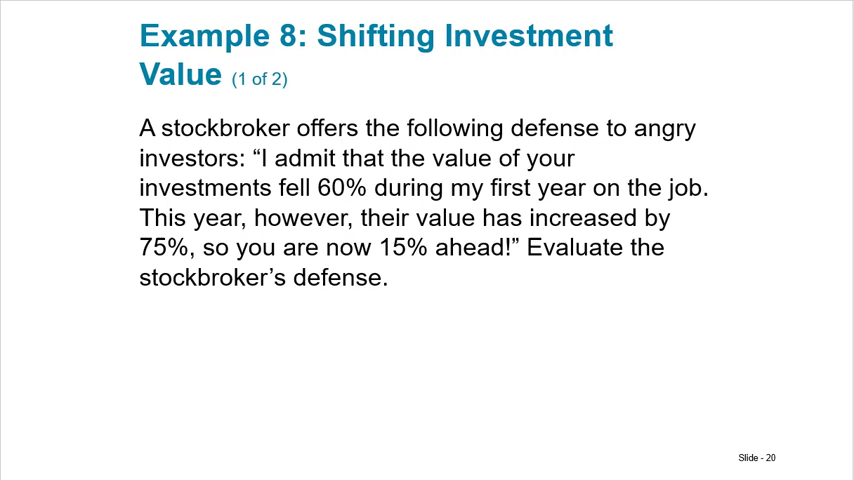 Example 8: Shifting Investment
Value (1 of 2)
A stockbroker offers the following defense to angry
investors: “I admit that the value of your
investments fell 60% during my first year on the job.
This year, however, their value has increased by
75%, so you are now 15% ahead!” Evaluate the
stockbroker’s defense.
Slide - 20